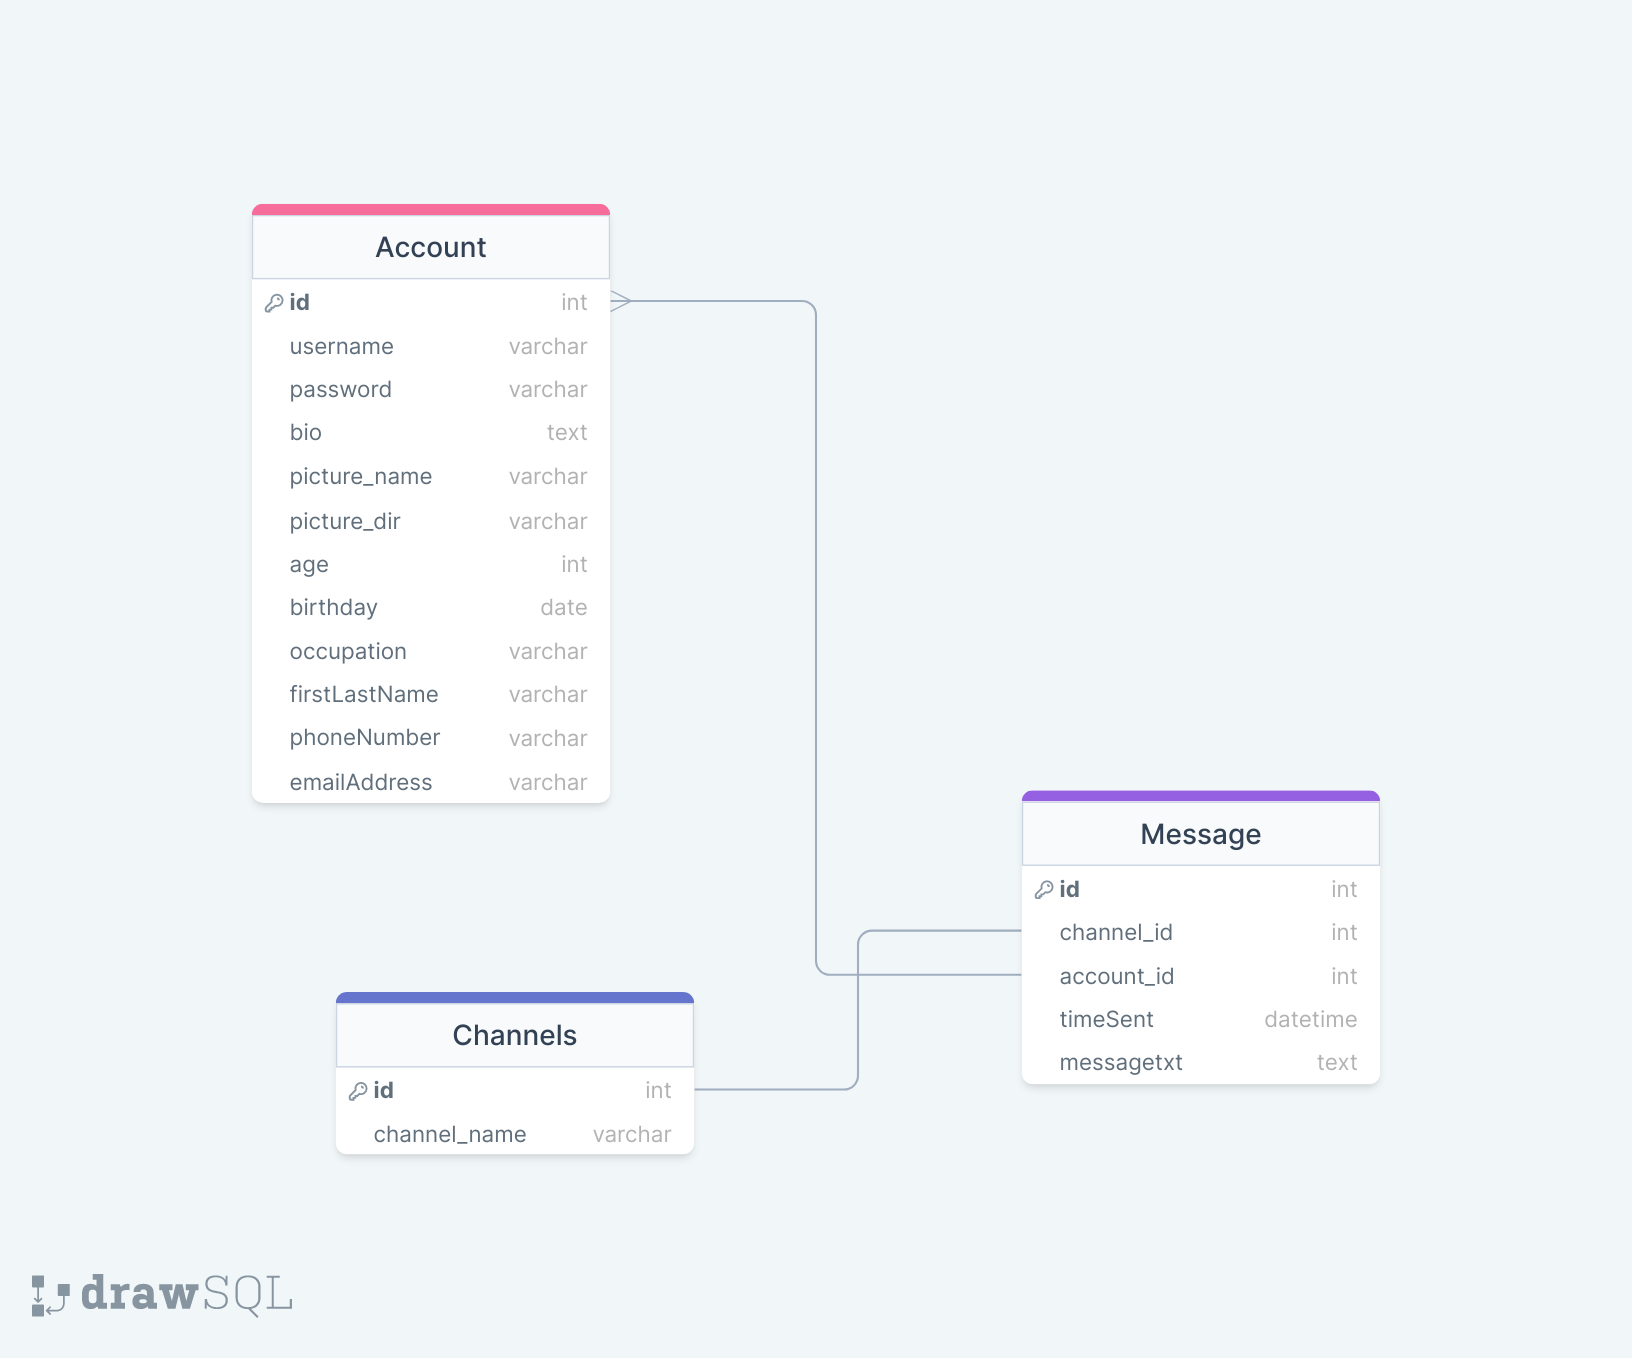 Account
id int
username varchar
password varchar
bio text
picture_name varchar
picture_dir varchar
age int
birthday date
occupation varchar
firstLastName varchar
phoneNumber varchar
emailAddress varchar
Message
id int
channel_id int
account_id int
timeSent datetime
messagetxt text
Channels
id int
channel_name varchar
drawSQL